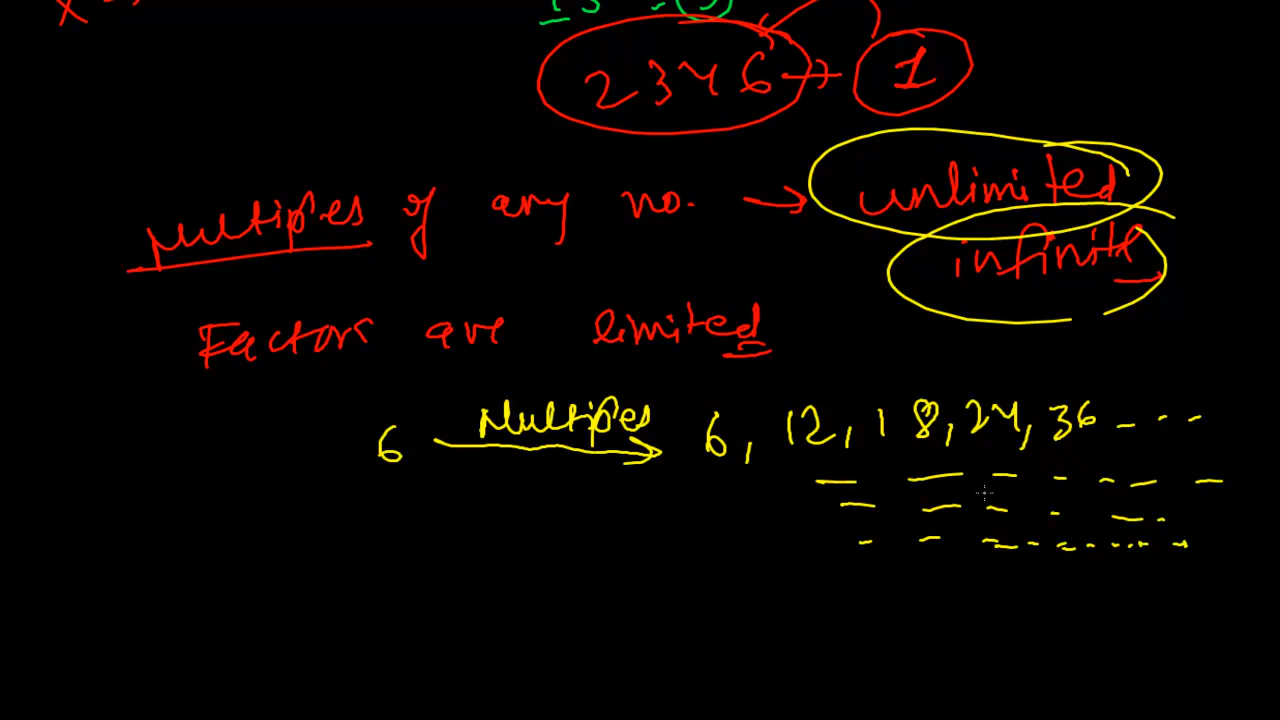 2346 → 1
Multiples of any no. → unlimited
infinite
Factors are limited
6 Multiples → 6, 12, 18, 24, 36 - - -